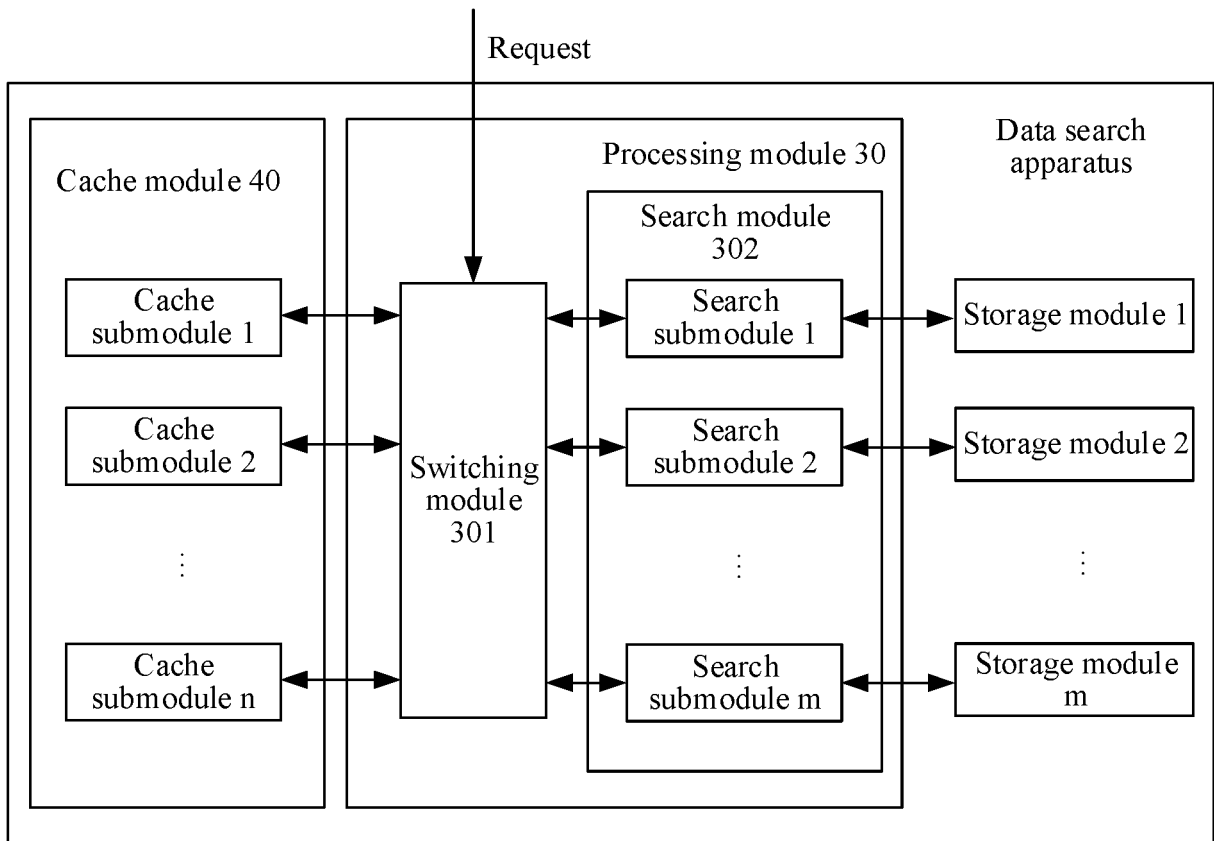 Request
Data search
apparatus
Processing module 30
Cache module 40
Search module
302
Cache
submodule 1
Search
submodule 1
Storage module 1
Cache
submodule 2
Search
submodule 2
Storage module 2
Switching
module
301
⋮
⋮
⋮
Cache
submodule n
Search
submodule m
Storage module
m